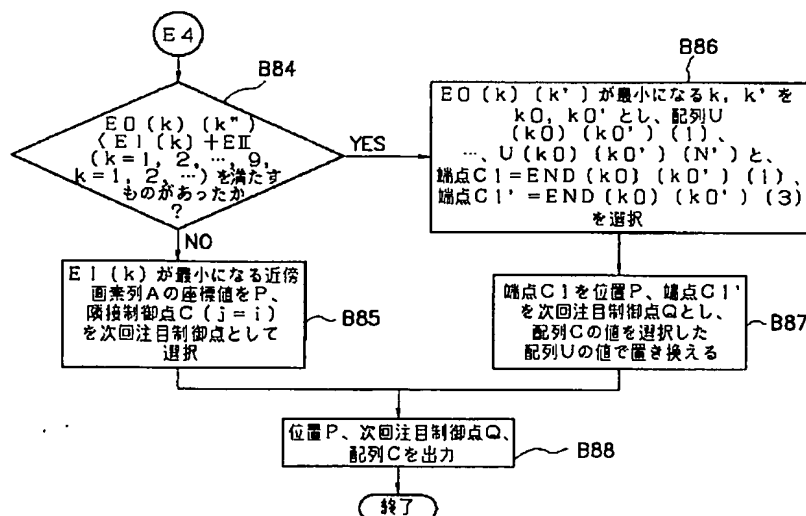 E4
B84
E0(k)(k")
〈E1(k)+EⅡ
(k=1, 2, …, 9,
k=1, 2, …)を満たす
ものがあったか
?
YES
NO
B86
E0(k)(k')が最小になるk, k'を
k0, k0'とし、配列U
(k0)(k0')(1)、
…、U(k0)(k0')(N')と、
端点C1=END(k0)(k0')(1)、
端点C1'=END(k0)(k0')(3)
を選択
E1(k)が最小になる近傍
画素列Aの座標値をP、
隣接制御点C(j=i)
を次回注目制御点として
選択
B85
端点C1を位置P、端点C1'
を次回注目制御点Qとし、
配列Cの値を選択した
配列Uの値で置き換える
B87
位置P、次回注目制御点Q、
配列Cを出力
B88
終了